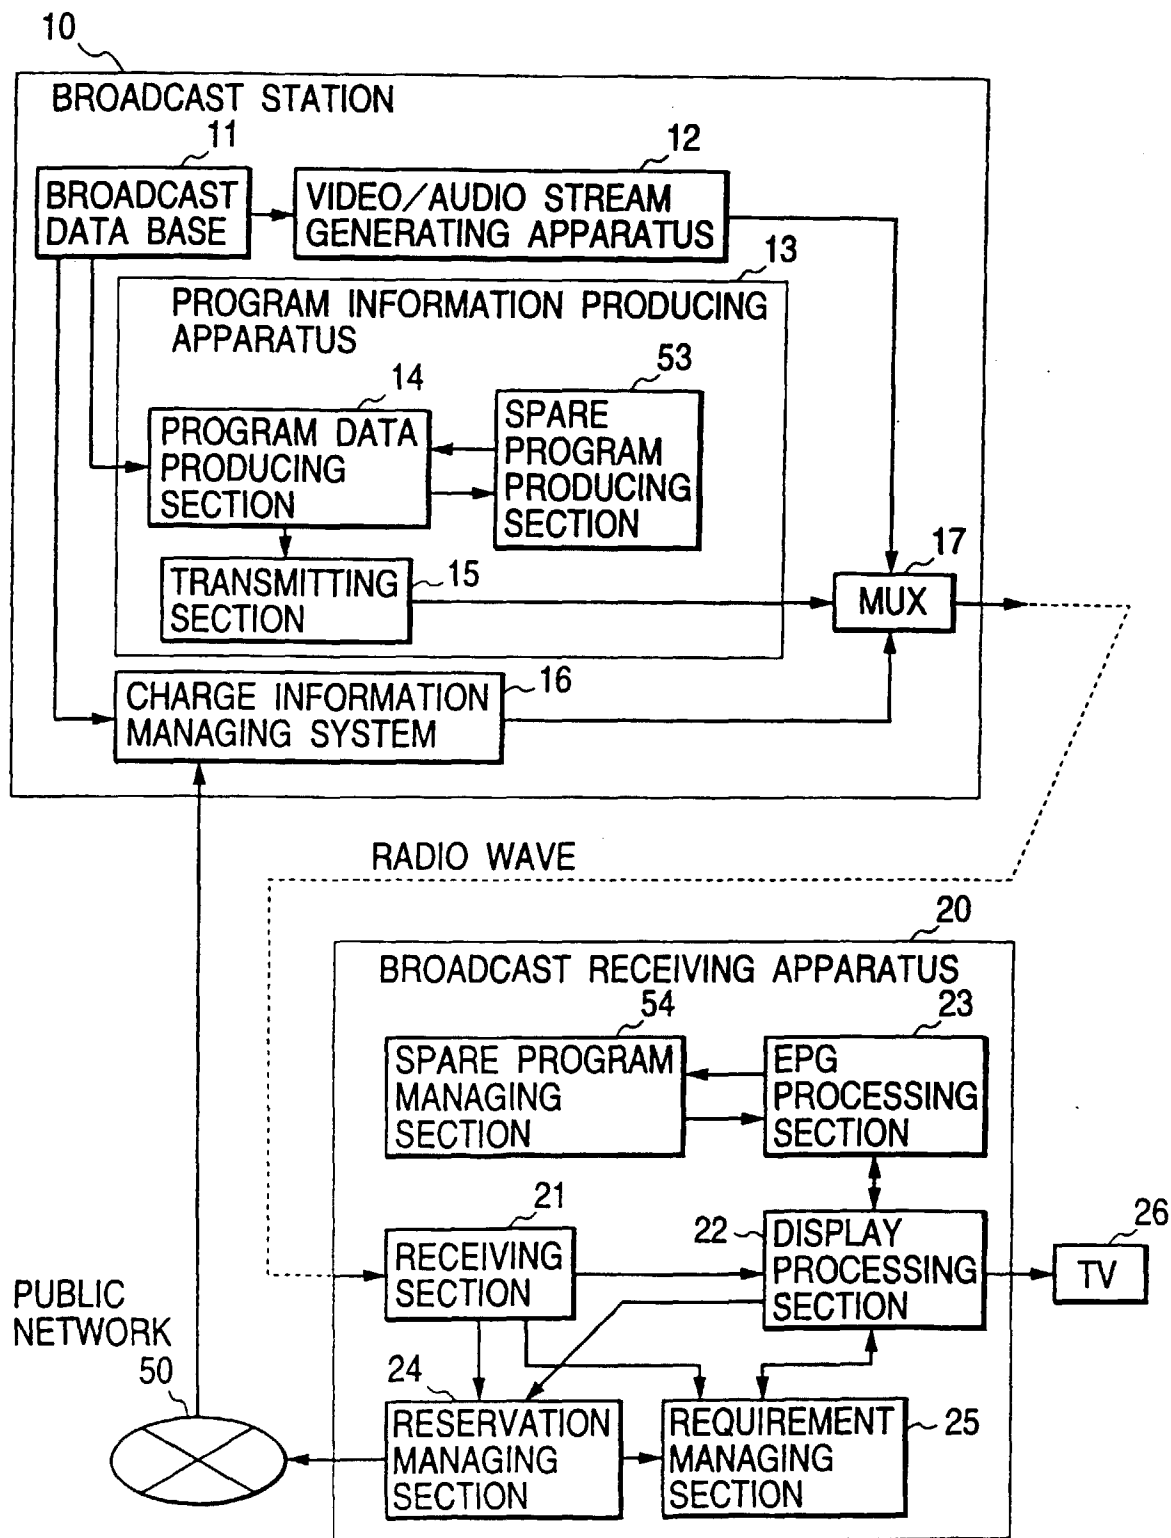 10
BROADCAST STATION
11
BROADCAST
DATA BASE
12
VIDEO/AUDIO STREAM
GENERATING APPARATUS
13
PROGRAM INFORMATION PRODUCING
APPARATUS
14
PROGRAM DATA
PRODUCING
SECTION
53
SPARE
PROGRAM
PRODUCING
SECTION
TRANSMITTING
SECTION
15
17
MUX
CHARGE INFORMATION
MANAGING SYSTEM
16
RADIO WAVE
20
BROADCAST RECEIVING APPARATUS
54
SPARE PROGRAM
MANAGING
SECTION
23
EPG
PROCESSING
SECTION
21
RECEIVING
SECTION
22
DISPLAY
PROCESSING
SECTION
26
TV
PUBLIC
NETWORK
50
24
RESERVATION
MANAGING
SECTION
REQUIREMENT
MANAGING
SECTION
25